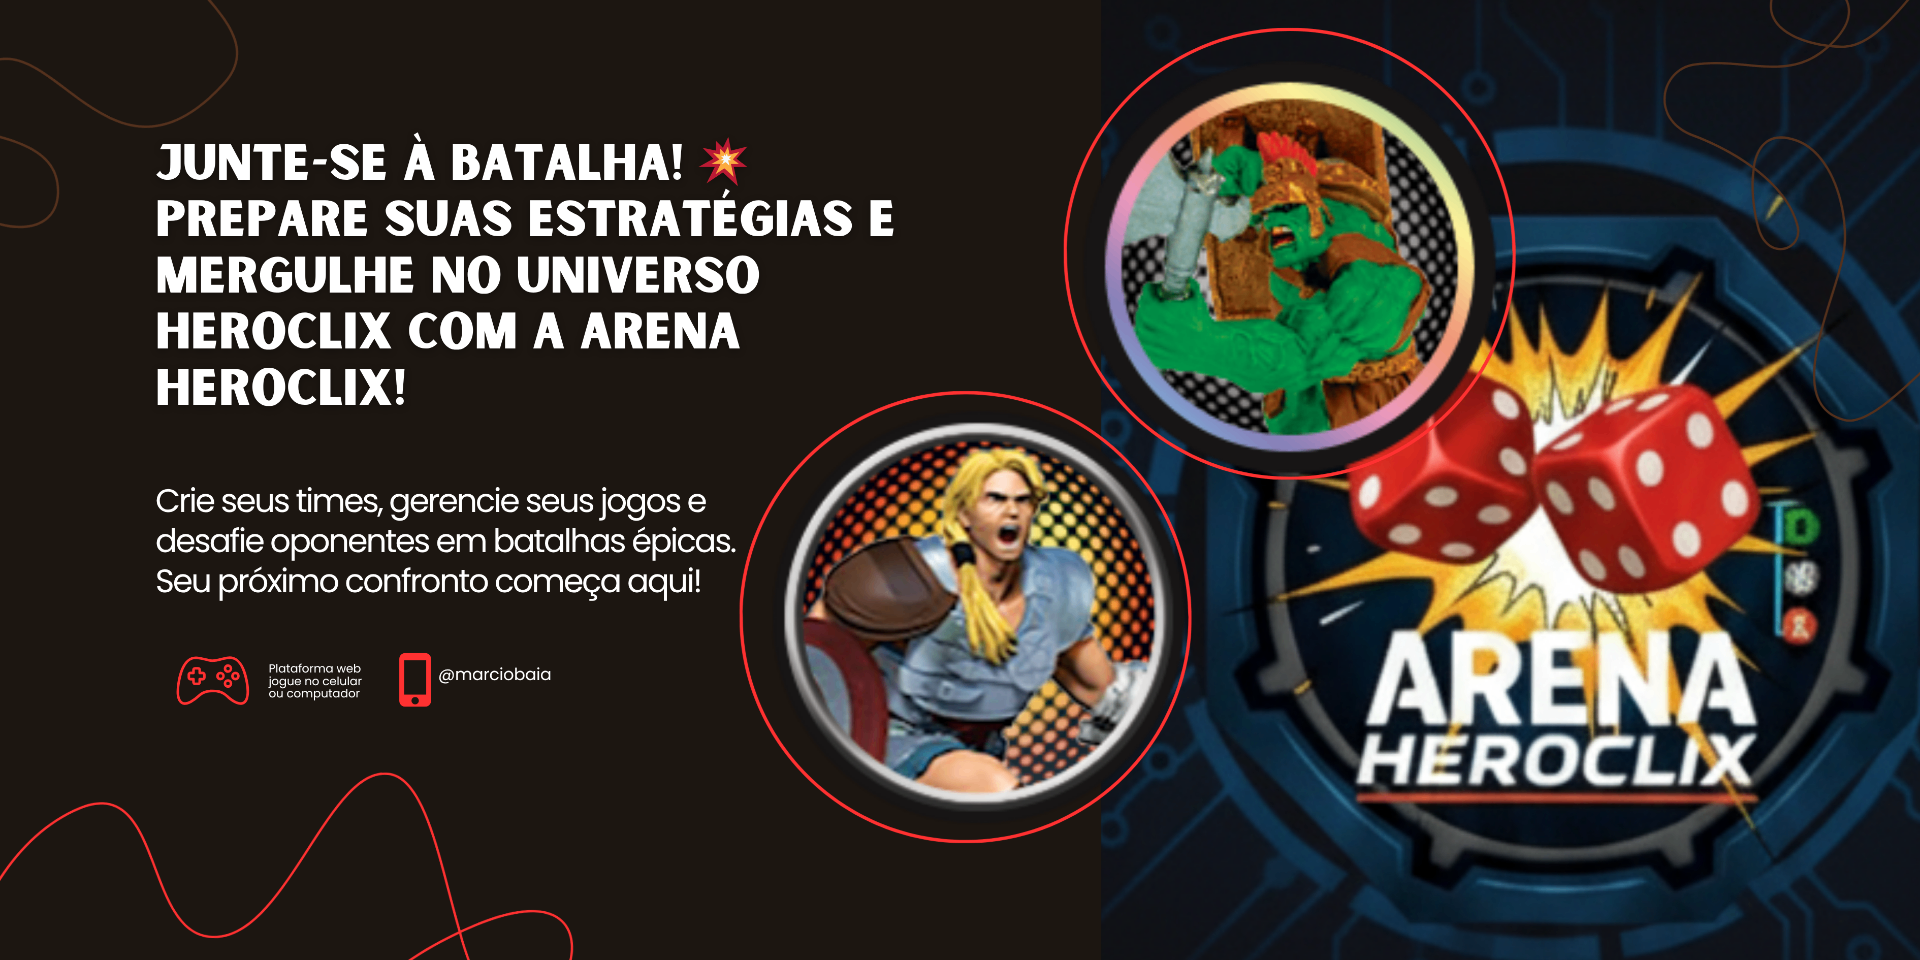 JUNTE-SE À BATALHA! 💥
PREPARE SUAS ESTRATÉGIAS E
MERGULHE NO UNIVERSO
HEROCLIX COM A ARENA
HEROCLIX!
Crie seus times, gerencie seus jogos e
desafie oponentes em batalhas épicas.
Seu próximo confronto começa aqui!
Plataforma web
jogue no celular
ou computador
@marciobaia
ARENA
HEROCLIX